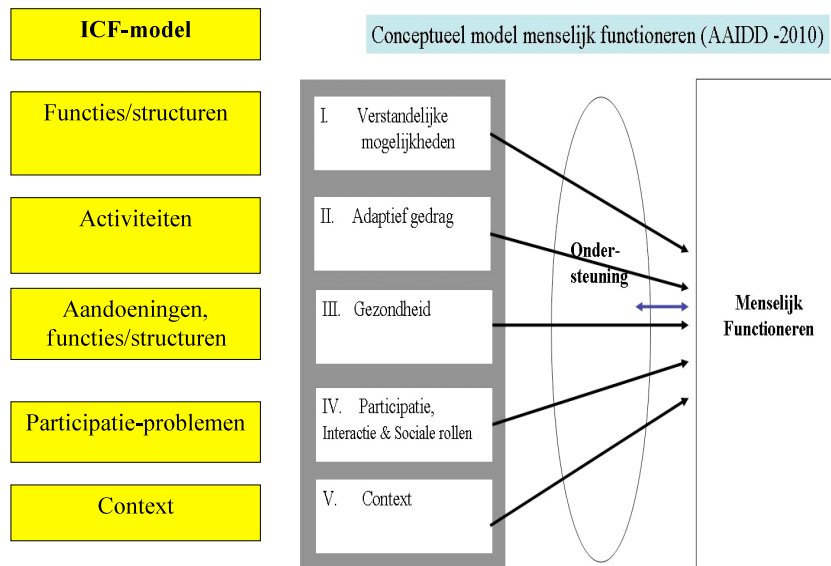 ICF-model
Conceptueel model menselijk functioneren (AAIDD -2010)
Functies/structuren
I. Verstandelijke
mogelijkheden
Activiteiten
II. Adaptief gedrag
Onder-
steuning
Aandoeningen,
functies/structuren
III. Gezondheid
Menselijk
Functioneren
Participatie-problemen
IV. Participatie,
Interactie & Sociale rollen
Context
V. Context